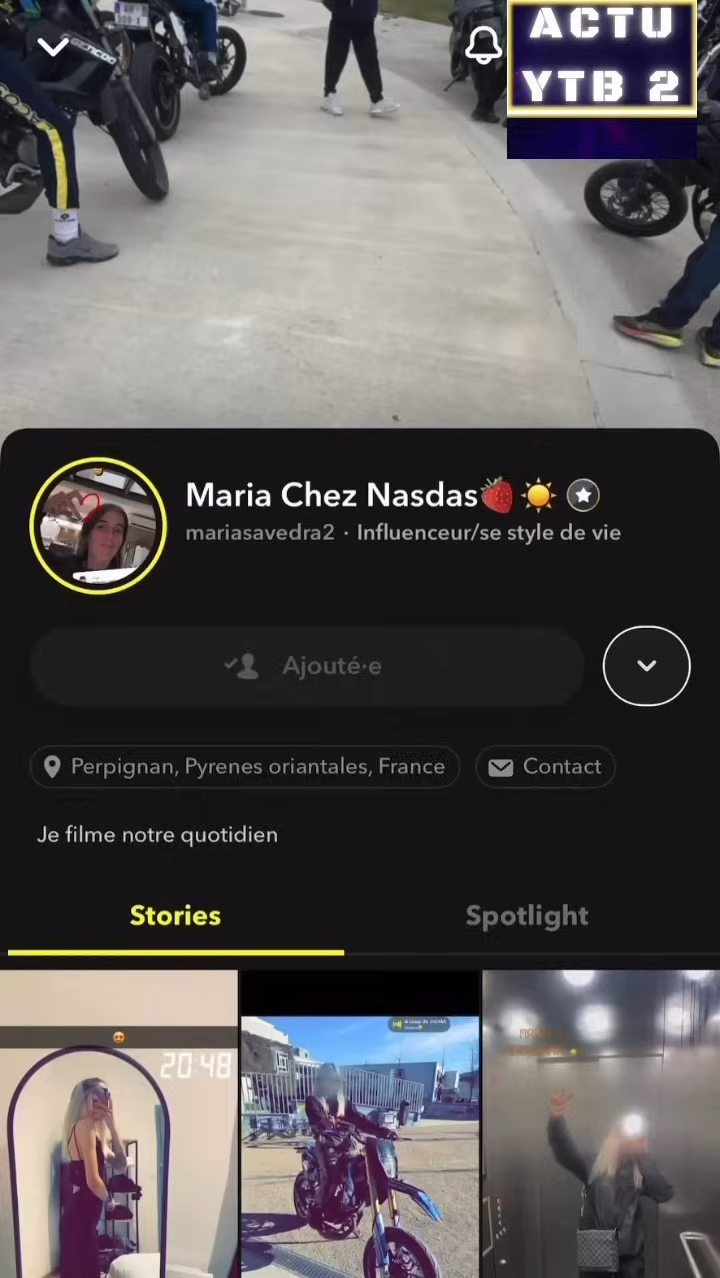 ACTU
YTB 2
Maria Chez Nasdas🍓☀️
mariasavedra2 · Influenceur/se style de vie
Ajouté·e
Perpignan, Pyrenes oriantales, France
Contact
Je filme notre quotidien
Stories
Spotlight
20:48